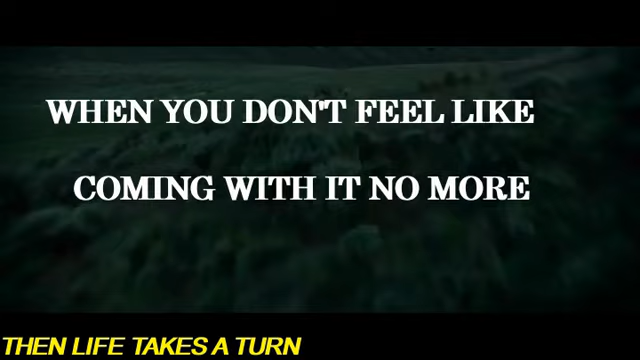 WHEN YOU DON'T FEEL LIKE
COMING WITH IT NO MORE
THEN LIFE TAKES A TURN